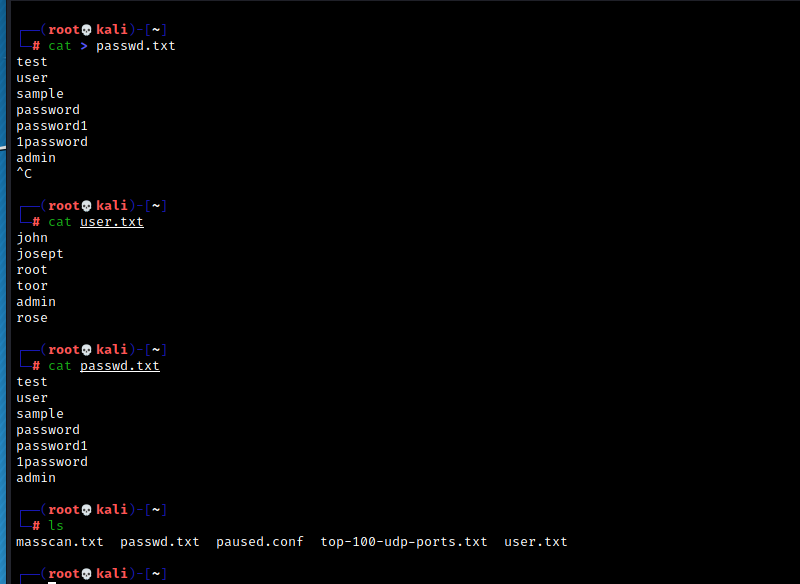 ┌──(root💀kali)-[~]
└─# cat > passwd.txt
test
user
sample
password
password1
1password
admin
^C
┌──(root💀kali)-[~]
└─# cat user.txt
john
josept
root
toor
admin
rose
┌──(root💀kali)-[~]
└─# cat passwd.txt
test
user
sample
password
password1
1password
admin
┌──(root💀kali)-[~]
└─# ls
masscan.txt  passwd.txt  paused.conf  top-100-udp-ports.txt  user.txt
┌──(root💀kali)-[~]